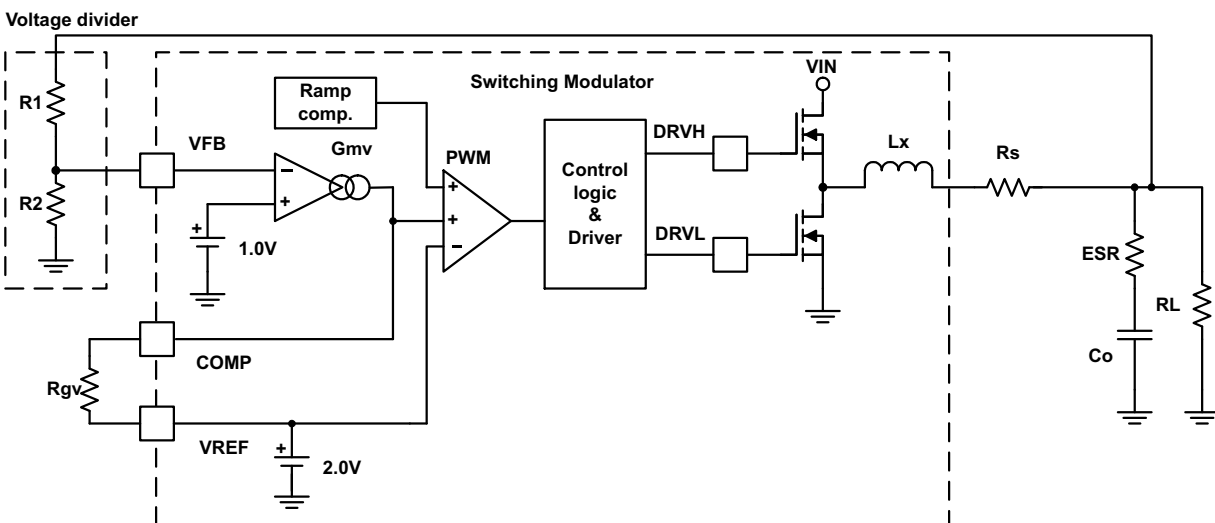 Voltage divider
R1
R2
VFB
Ramp
comp.
Gmv
+
1.0V
−
+
Switching Modulator
PWM
+
+
−
Control
logic
&
Driver
DRVH
DRVL
VIN
Lx
Rs
ESR
Co
RL
COMP
Rgv
VREF
+
2.0V